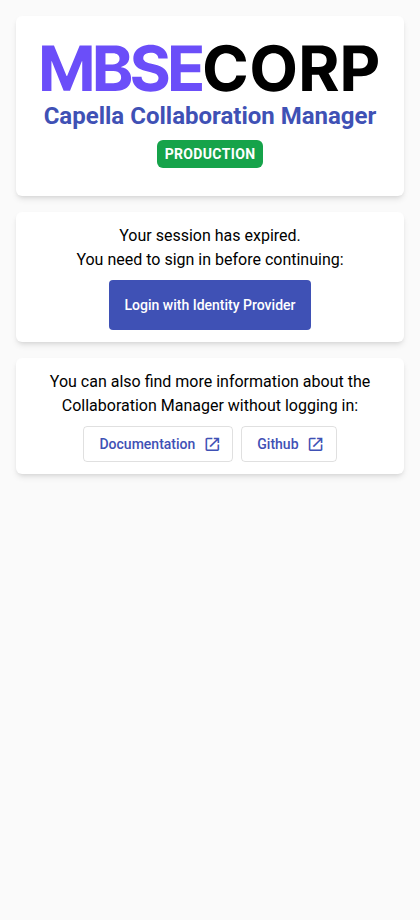 MBSECORP
Capella Collaboration Manager
PRODUCTION
Your session has expired.
You need to sign in before continuing:
Login with Identity Provider
You can also find more information about the
Collaboration Manager without logging in:
Documentation
Github